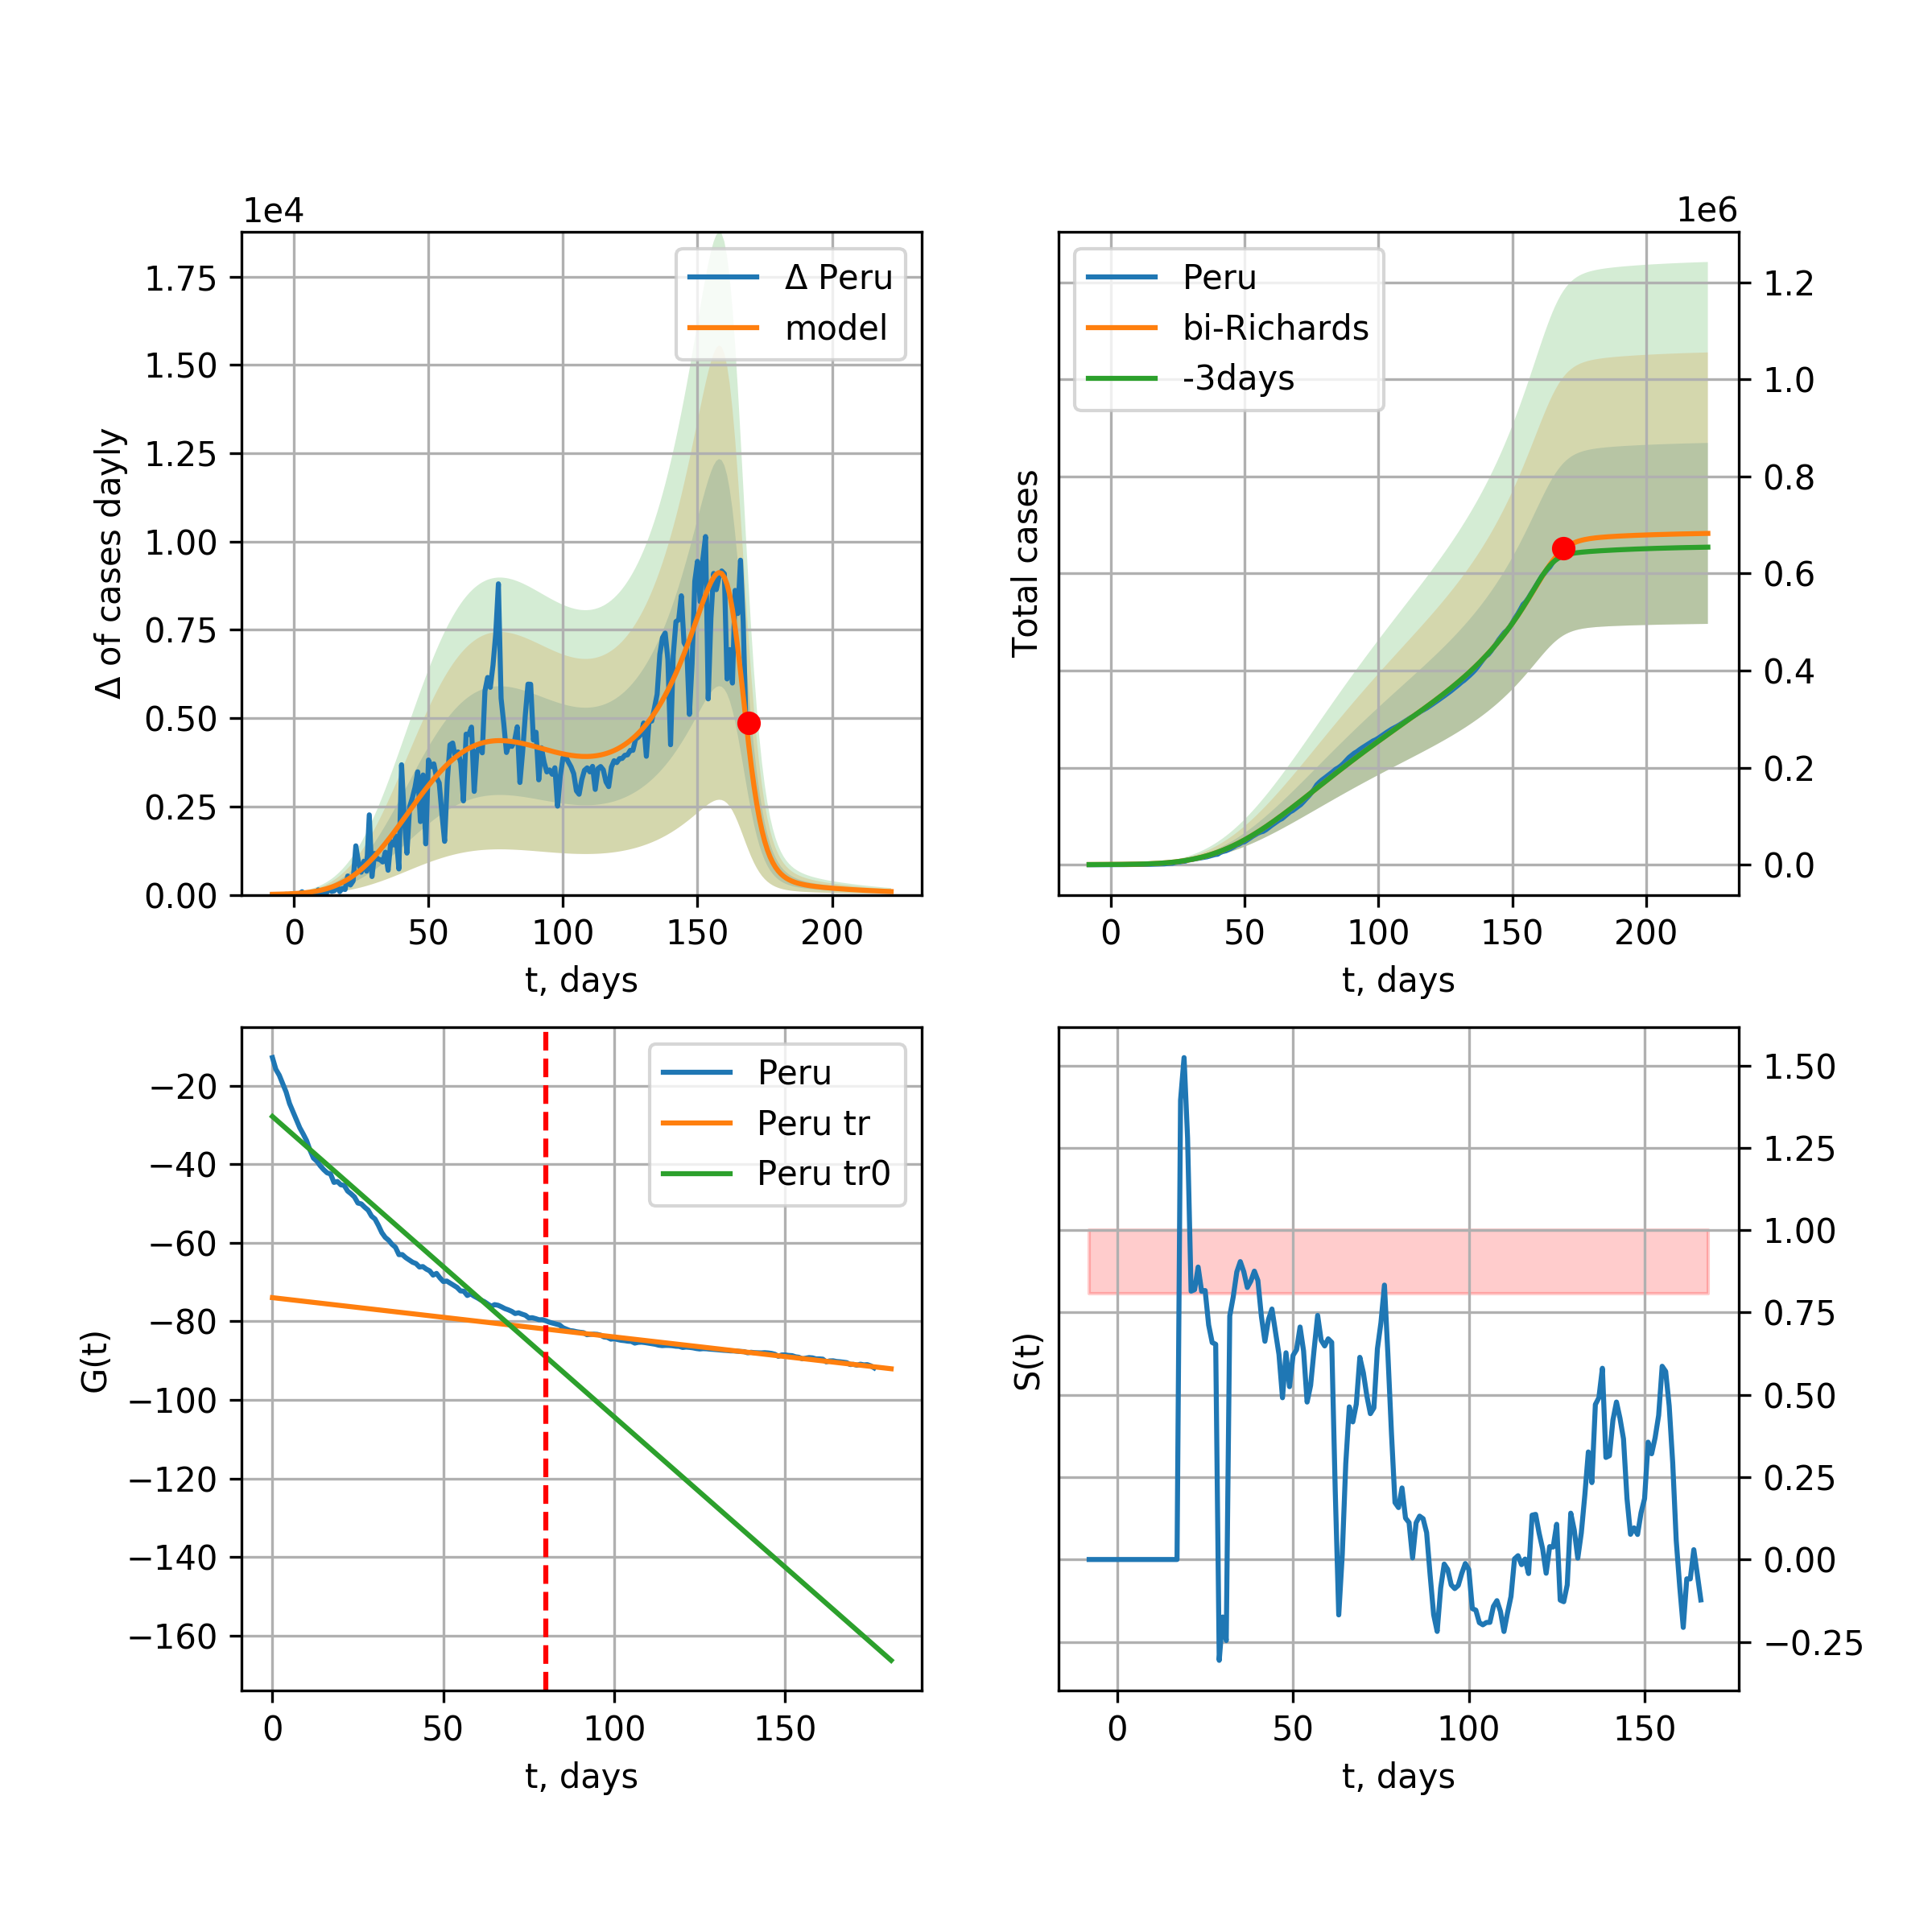 1e4
1.75
1.50
1.25
1.00
0.75
0.50
0.25
0.00
Δ of cases dayly
Δ Peru
model
0 50 100 150 200
t, days
1e6
Peru
bi-Richards
-3days
Total cases
1.2
1.0
0.8
0.6
0.4
0.2
0.0
0 50 100 150 200
t, days
−20
−40
−60
−80
−100
−120
−140
−160
G(t)
Peru
Peru tr
Peru tr0
0 50 100 150
t, days
S(t)
1.50
1.25
1.00
0.75
0.50
0.25
0.00
−0.25
0 50 100 150
t, days